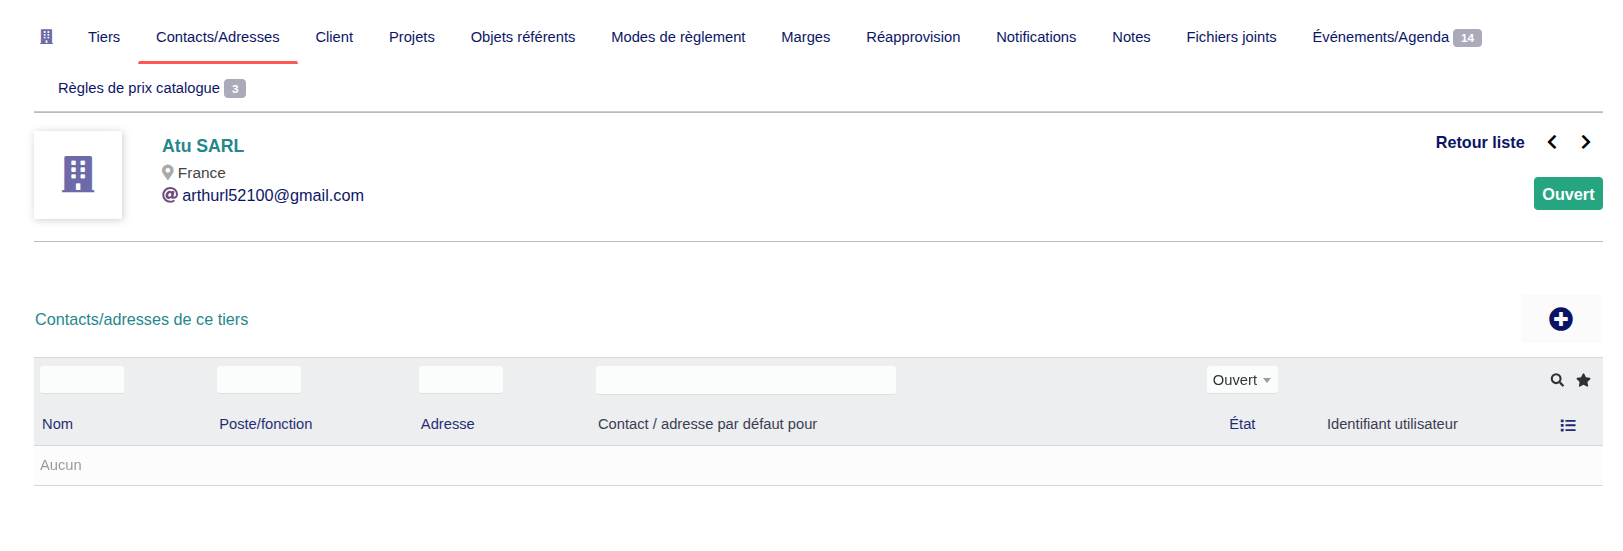 Tiers Contacts/Adresses Client Projets Objets référents Modes de règlement Marges Réapprovision Notifications Notes Fichiers joints Événements/Agenda 14
Règles de prix catalogue 3
Atu SARL
Retour liste
France
arthurl52100@gmail.com
Ouvert
Contacts/adresses de ce tiers
Ouvert
Nom Poste/fonction Adresse Contact / adresse par défaut pour État Identifiant utilisateur
Aucun